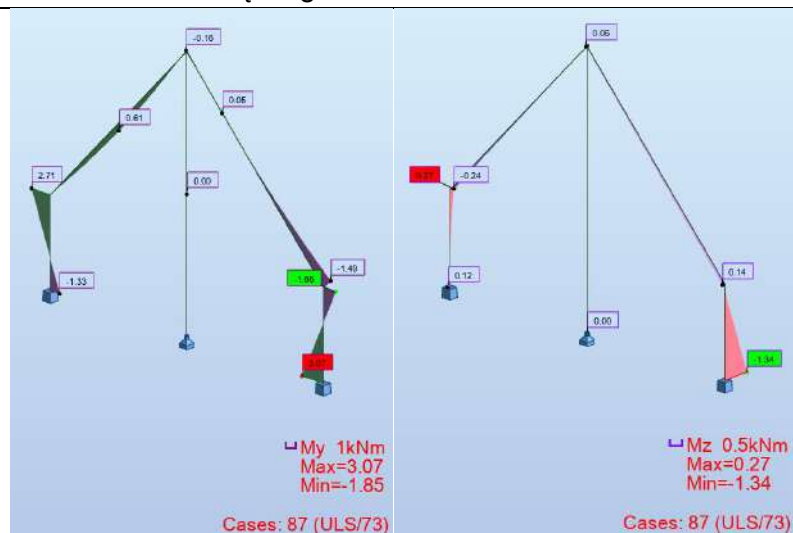 -0.16
0.05
0.61
2.71
0.00
-1.49
-1.85
-1.33
3.07
My 1kNm
Max=3.07
Min=-1.85
Cases: 87 (ULS/73)
0.06
0.27
-0.24
0.12
0.14
0.00
-1.34
Mz 0.5kNm
Max=0.27
Min=-1.34
Cases: 87 (ULS/73)